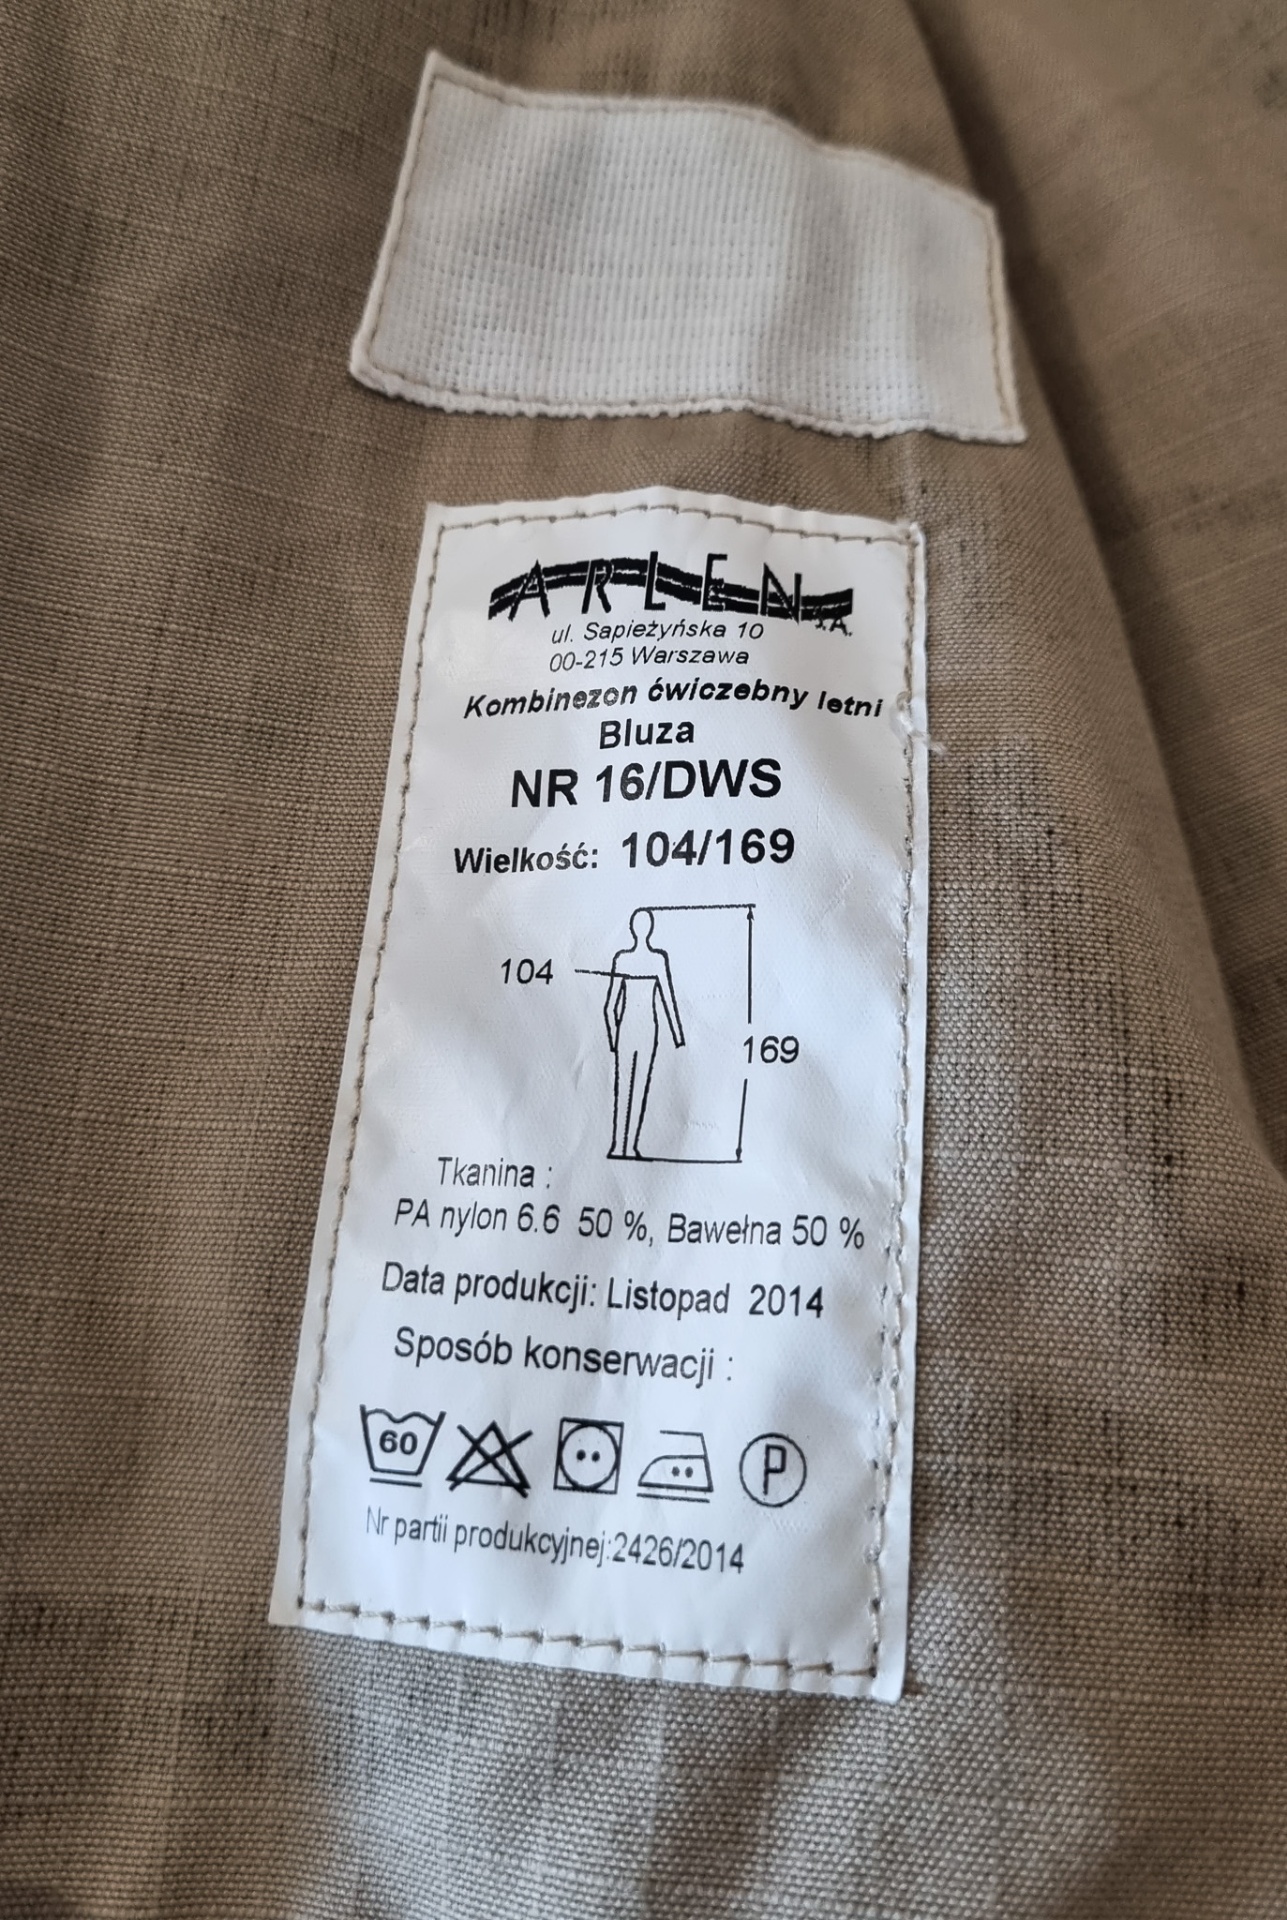 ARLEN S.A.
ul. Sapieżyńska 10
00-215 Warszawa
Kombinezon ćwiczebny letni
Bluza
NR 16/DWS
Wielkość: 104/169
104
169
Tkanina :
PA nylon 6.6 50 %, Bawełna 50 %
Data produkcji: Listopad 2014
Sposób konserwacji :
60 P
Nr partii produkcyjnej:2426/2014